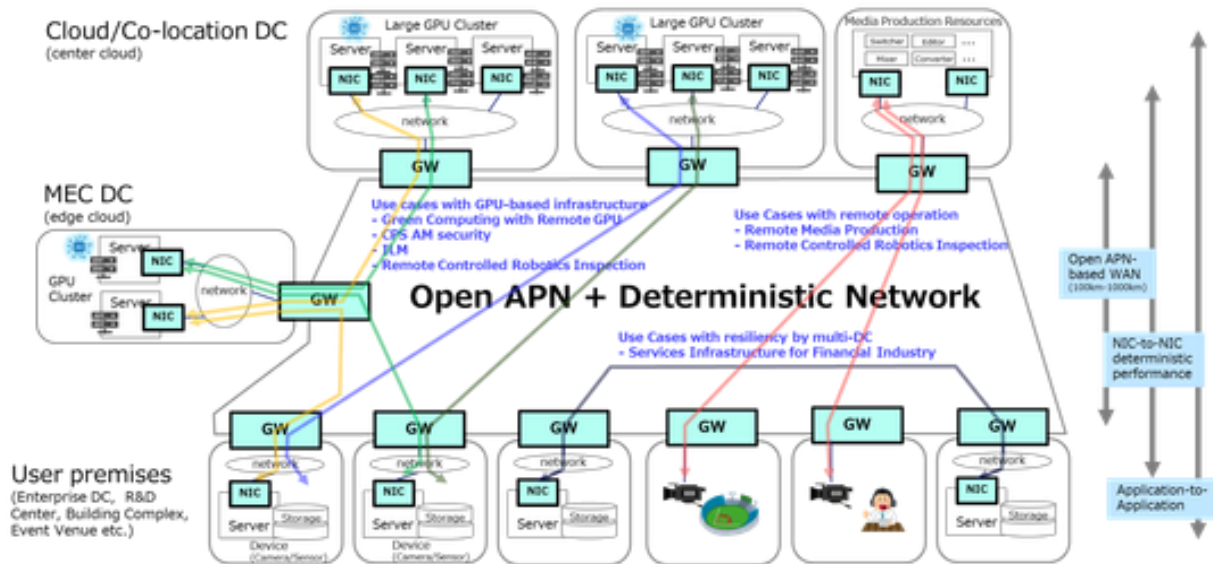 Cloud/Co-location DC
(center cloud)
Large GPU Cluster
Server
Server
Server
NIC
NIC
NIC
network
GW
Large GPU Cluster
Server
Server
Server
NIC
NIC
NIC
network
GW
Media Production Resources
Switcher
Editor
...
Mixer
Converter
...
NIC
NIC
network
GW
MEC DC
(edge cloud)
Server
NIC
GPU
Cluster
Server
NIC
network
GW
Use cases with GPU-based infrastructure
- Green Computing with Remote GPU
- CPS AM security
- Remote Controlled Robotics Inspection
Use Cases with remote operation
- Remote Media Production
- Remote Controlled Robotics Inspection
Open APN + Deterministic Network
Use Cases with resiliency by multi-DC
- Services Infrastructure for Financial Industry
Open APN-
based WAN
(100km-1000km)
NIC-to-NIC
deterministic
performance
Application-to-
Application
User premises
(Enterprise DC, R&D
Center, Building Complex,
Event Venue etc.)
GW
network
NIC
Server
Storage
Device
(Camera/Sensor)
GW
network
NIC
Server
Storage
Device
(Camera/Sensor)
GW
network
NIC
Server
Storage
GW
GW
GW
network
NIC
Server
Storage